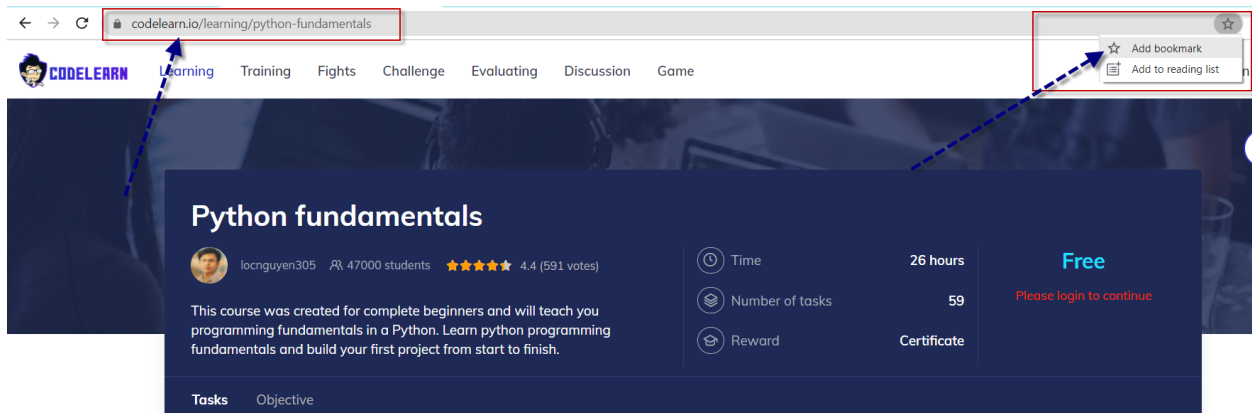 codelearn.io/learning/python-fundamentals
Add bookmark
Add to reading list
CODELEARN Learning Training Fights Challenge Evaluating Discussion Game
Python fundamentals
locnguyen305 47000 students 4.4 (591 votes)
This course was created for complete beginners and will teach you
programming fundamentals in a Python. Learn python programming
fundamentals and build your first project from start to finish.
Time 26 hours
Number of tasks 59
Reward Certificate
Free
Please login to continue
Tasks Objective